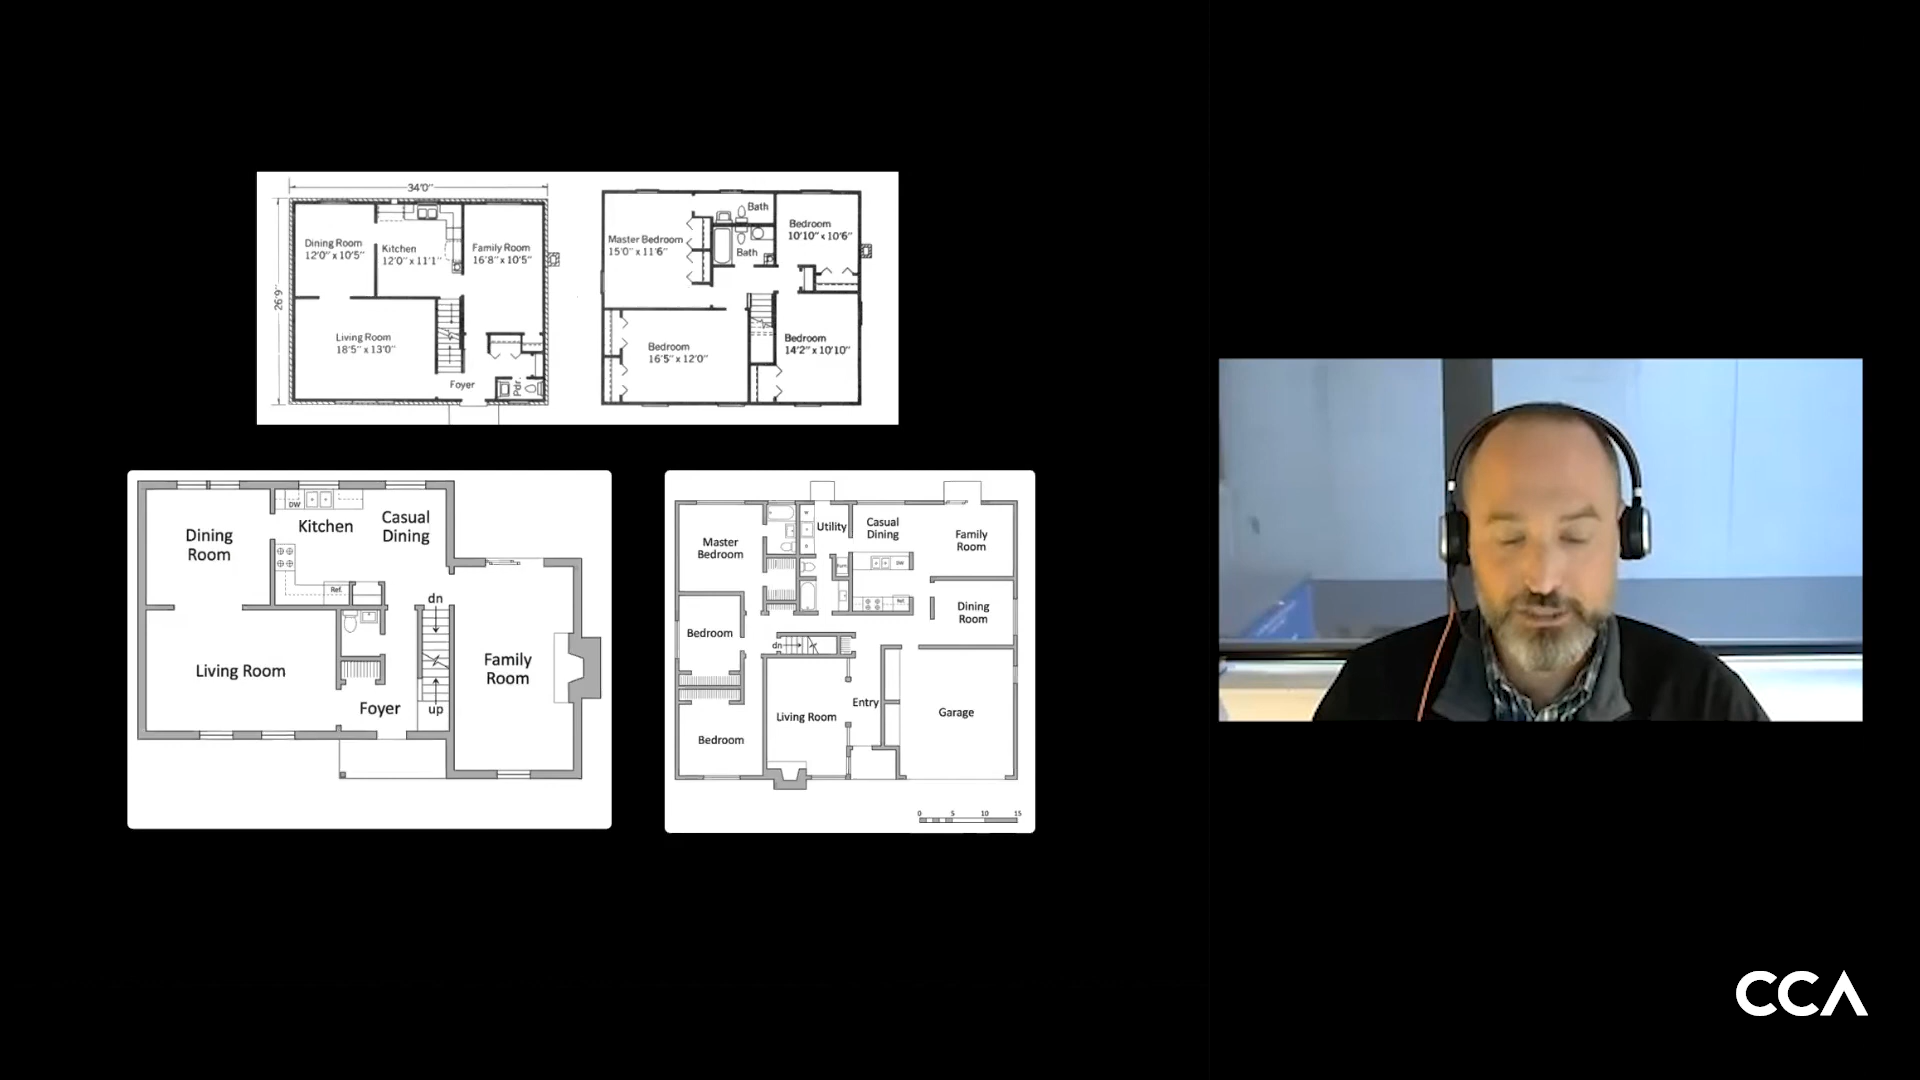 34'0"
26'9"
Dining Room
12'0" x 10'5"
Kitchen
12'0" x 11'1"
Family Room
16'8" x 10'5"
Living Room
18'5" x 13'0"
Foyer
Pdr.
Master Bedroom
15'0" x 11'6"
Bath
Bath
Bedroom
10'10" x 10'6"
Bedroom
16'5" x 12'0"
Bedroom
14'2" x 10'10"
Dining
Room
DW
Kitchen
Casual
Dining
Ref.
dn
Living Room
Foyer
up
Family
Room
Master
Bedroom
Utility
Casual
Dining
Family
Room
DW
Ref.
Dining
Room
Bedroom
dn
Living Room
Entry
Garage
Bedroom
0 5 10 15
CCA